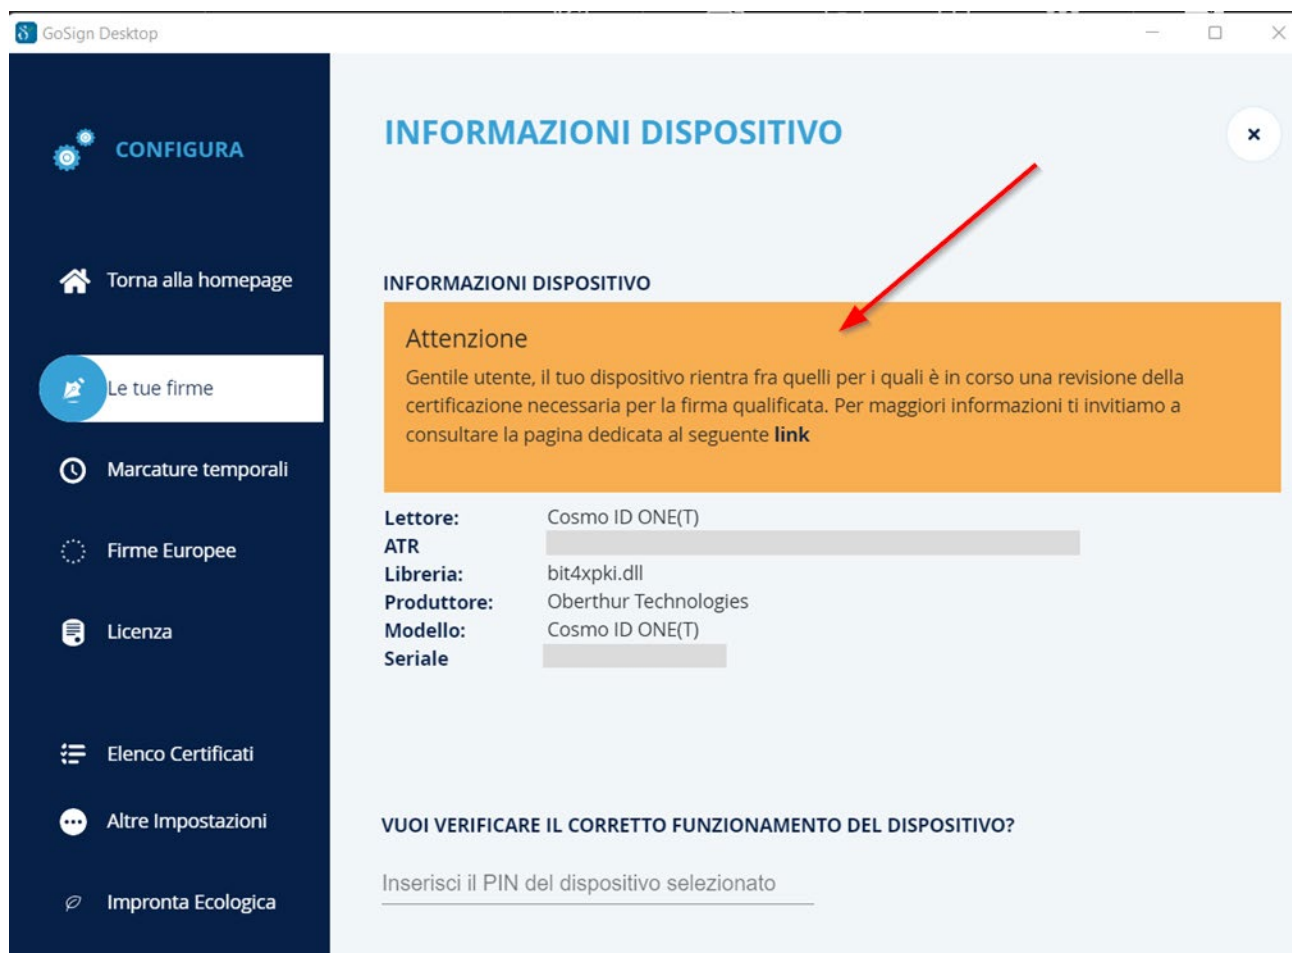 GoSign Desktop
CONFIGURA
Torna alla homepage
Le tue firme
Marcature temporali
Firme Europee
Licenza
Elenco Certificati
Altre Impostazioni
Impronta Ecologica
INFORMAZIONI DISPOSITIVO
INFORMAZIONI DISPOSITIVO
Attenzione
Gentile utente, il tuo dispositivo rientra fra quelli per i quali è in corso una revisione della
certificazione necessaria per la firma qualificata. Per maggiori informazioni ti invitiamo a
consultare la pagina dedicata al seguente link
Lettore: Cosmo ID ONE(T)
ATR
Libreria: bit4xpki.dll
Produttore: Oberthur Technologies
Modello: Cosmo ID ONE(T)
Seriale
VUOI VERIFICARE IL CORRETTO FUNZIONAMENTO DEL DISPOSITIVO?
Inserisci il PIN del dispositivo selezionato